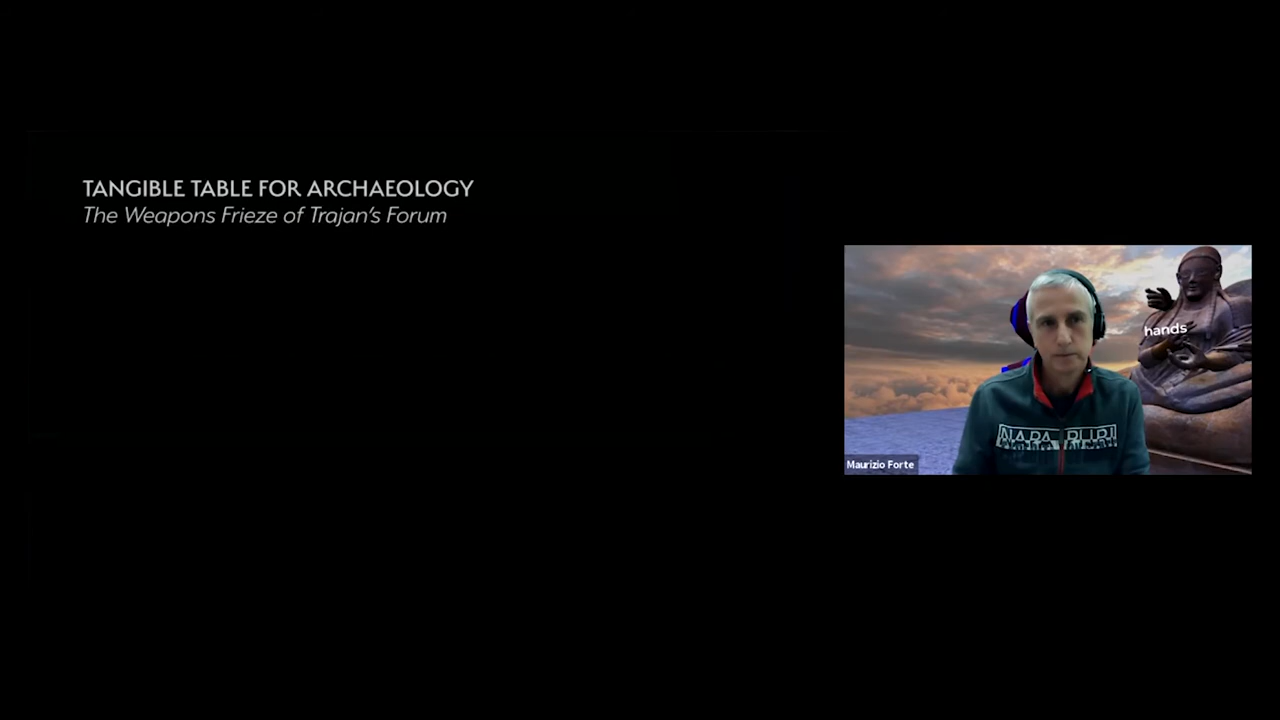 TANGIBLE TABLE FOR ARCHAEOLOGY
The Weapons Frieze of Trajan's Forum
hands
Maurizio Forte